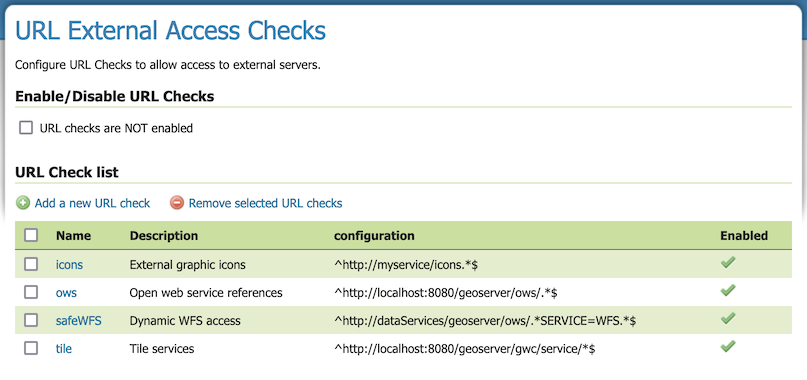 URL External Access Checks
Configure URL Checks to allow access to external servers.
Enable/Disable URL Checks
URL checks are NOT enabled
URL Check list
Add a new URL check Remove selected URL checks
Name Description configuration Enabled
icons External graphic icons ^http://myservice/icons.*$
ows Open web service references ^http://localhost:8080/geoserver/ows/.*$
safeWFS Dynamic WFS access ^http://dataServices/geoserver/ows/.*SERVICE=WFS.*$
tile Tile services ^http://localhost:8080/geoserver/gwc/service/*$